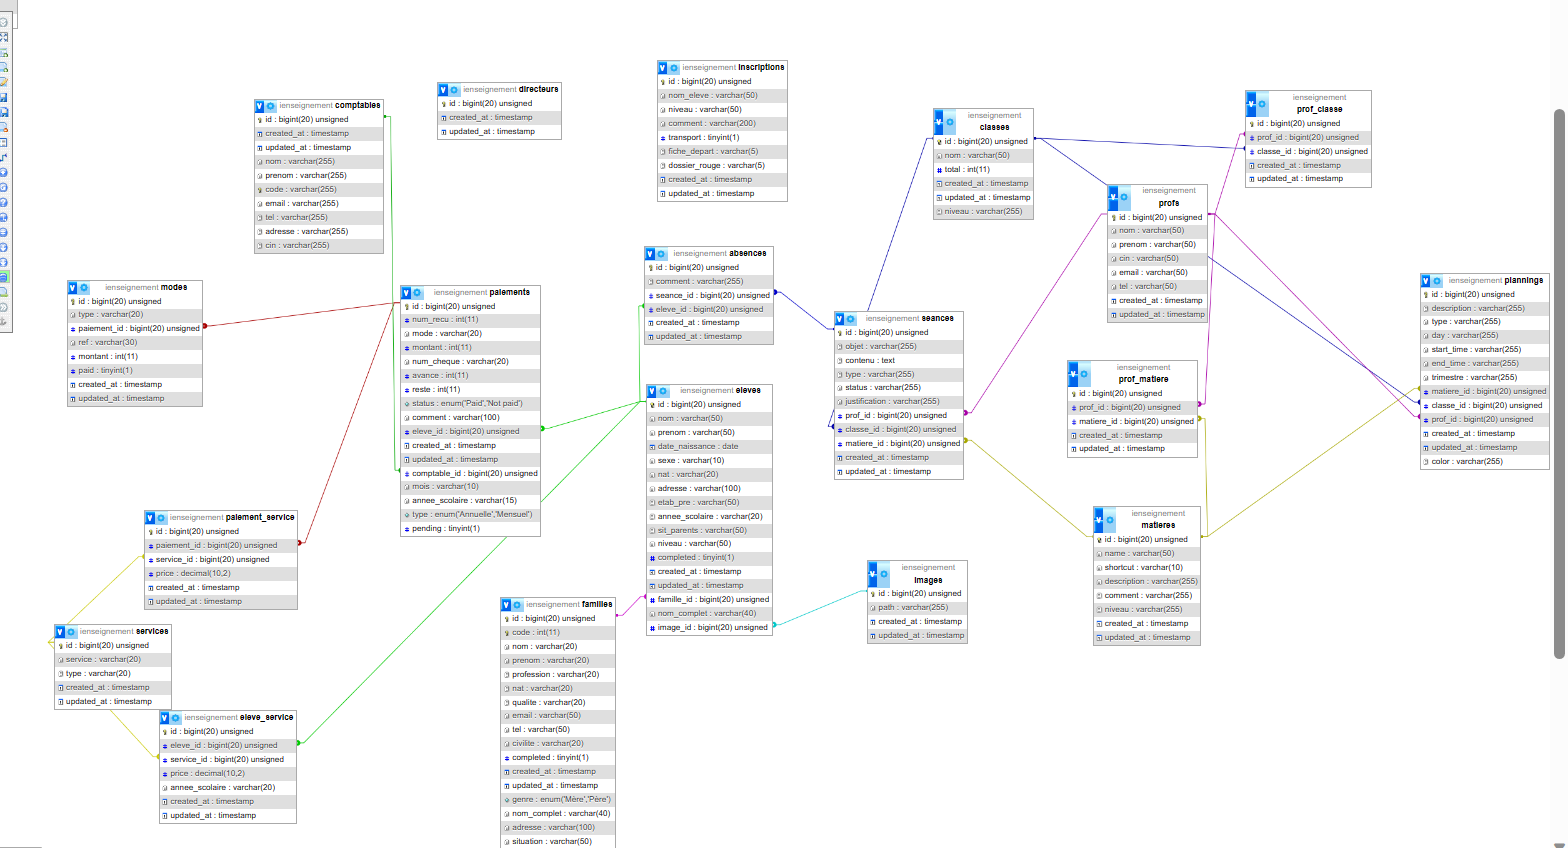 ienseignement comptables
id : bigint(20) unsigned
created_at : timestamp
updated_at : timestamp
nom : varchar(255)
prenom : varchar(255)
code : varchar(255)
email : varchar(255)
tel : varchar(255)
adresse : varchar(255)
cin : varchar(255)
ienseignement directeurs
id : bigint(20) unsigned
created_at : timestamp
updated_at : timestamp
ienseignement inscriptions
id : bigint(20) unsigned
nom_eleve : varchar(50)
niveau : varchar(50)
comment : varchar(200)
transport : tinyint(1)
fiche_depart : varchar(5)
dossier_rouge : varchar(5)
created_at : timestamp
updated_at : timestamp
ienseignement
classes
id : bigint(20) unsigned
nom : varchar(50)
total : int(11)
created_at : timestamp
updated_at : timestamp
niveau : varchar(255)
ienseignement
prof_classe
id : bigint(20) unsigned
prof_id : bigint(20) unsigned
classe_id : bigint(20) unsigned
created_at : timestamp
updated_at : timestamp
ienseignement
profs
id : bigint(20) unsigned
nom : varchar(50)
prenom : varchar(50)
cin : varchar(50)
email : varchar(50)
tel : varchar(50)
created_at : timestamp
updated_at : timestamp
ienseignement modes
id : bigint(20) unsigned
type : varchar(20)
paiement_id : bigint(20) unsigned
ref : varchar(30)
montant : int(11)
paid : tinyint(1)
created_at : timestamp
updated_at : timestamp
ienseignement paiements
id : bigint(20) unsigned
num_recu : int(11)
mode : varchar(20)
montant : int(11)
num_cheque : varchar(20)
avance : int(11)
reste : int(11)
status : enum('Paid','Not paid')
comment : varchar(100)
eleve_id : bigint(20) unsigned
created_at : timestamp
updated_at : timestamp
comptable_id : bigint(20) unsigned
mois : varchar(10)
annee_scolaire : varchar(15)
type : enum('Annuelle','Mensuel')
pending : tinyint(1)
ienseignement absences
id : bigint(20) unsigned
comment : varchar(255)
seance_id : bigint(20) unsigned
eleve_id : bigint(20) unsigned
created_at : timestamp
updated_at : timestamp
ienseignement seances
id : bigint(20) unsigned
objet : varchar(255)
contenu : text
type : varchar(255)
status : varchar(255)
justification : varchar(255)
prof_id : bigint(20) unsigned
classe_id : bigint(20) unsigned
matiere_id : bigint(20) unsigned
created_at : timestamp
updated_at : timestamp
ienseignement plannings
id : bigint(20) unsigned
description : varchar(255)
type : varchar(255)
day : varchar(255)
start_time : varchar(255)
end_time : varchar(255)
trimestre : varchar(255)
matiere_id : bigint(20) unsigned
classe_id : bigint(20) unsigned
prof_id : bigint(20) unsigned
created_at : timestamp
updated_at : timestamp
color : varchar(255)
ienseignement
prof_matiere
id : bigint(20) unsigned
prof_id : bigint(20) unsigned
matiere_id : bigint(20) unsigned
created_at : timestamp
updated_at : timestamp
ienseignement eleves
id : bigint(20) unsigned
nom : varchar(50)
prenom : varchar(50)
date_naissance : date
sexe : varchar(10)
nat : varchar(20)
adresse : varchar(100)
etab_pre : varchar(50)
annee_scolaire : varchar(20)
sit_parents : varchar(50)
niveau : varchar(50)
completed : tinyint(1)
created_at : timestamp
updated_at : timestamp
famille_id : bigint(20) unsigned
nom_complet : varchar(40)
image_id : bigint(20) unsigned
ienseignement paiement_service
id : bigint(20) unsigned
paiement_id : bigint(20) unsigned
service_id : bigint(20) unsigned
price : decimal(10,2)
created_at : timestamp
updated_at : timestamp
ienseignement
matieres
id : bigint(20) unsigned
name : varchar(50)
shortcut : varchar(10)
description : varchar(255)
comment : varchar(255)
niveau : varchar(255)
created_at : timestamp
updated_at : timestamp
ienseignement
images
id : bigint(20) unsigned
path : varchar(255)
created_at : timestamp
updated_at : timestamp
ienseignement services
id : bigint(20) unsigned
service : varchar(20)
type : varchar(20)
created_at : timestamp
updated_at : timestamp
ienseignement familles
id : bigint(20) unsigned
code : int(11)
nom : varchar(20)
prenom : varchar(20)
profession : varchar(20)
nat : varchar(20)
qualite : varchar(20)
email : varchar(50)
tel : varchar(50)
civilite : varchar(20)
completed : tinyint(1)
created_at : timestamp
updated_at : timestamp
genre : enum('Mère','Père')
nom_complet : varchar(40)
adresse : varchar(100)
situation : varchar(50)
ienseignement eleve_service
id : bigint(20) unsigned
eleve_id : bigint(20) unsigned
service_id : bigint(20) unsigned
price : decimal(10,2)
annee_scolaire : varchar(20)
created_at : timestamp
updated_at : timestamp